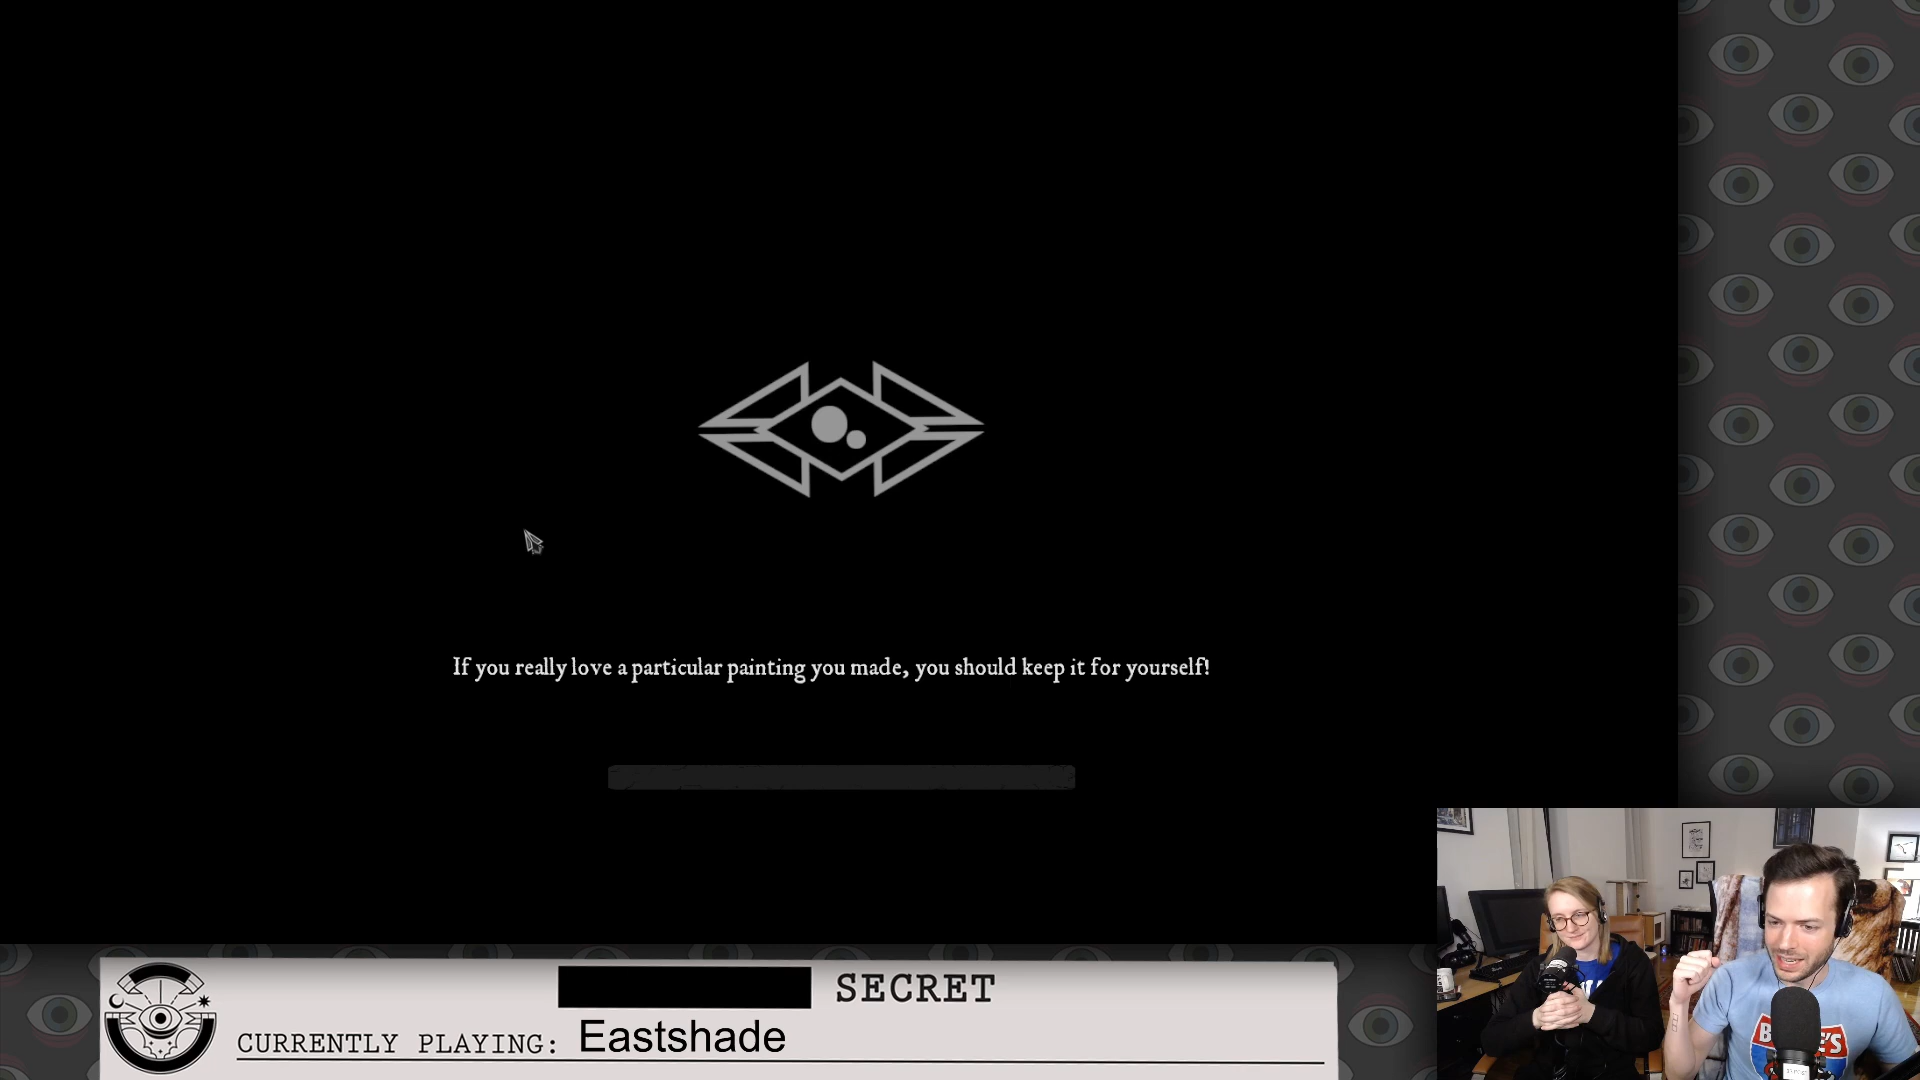 If you really love a particular painting you made, you should keep it for yourself!
SECRET
CURRENTLY PLAYING: Eastshade